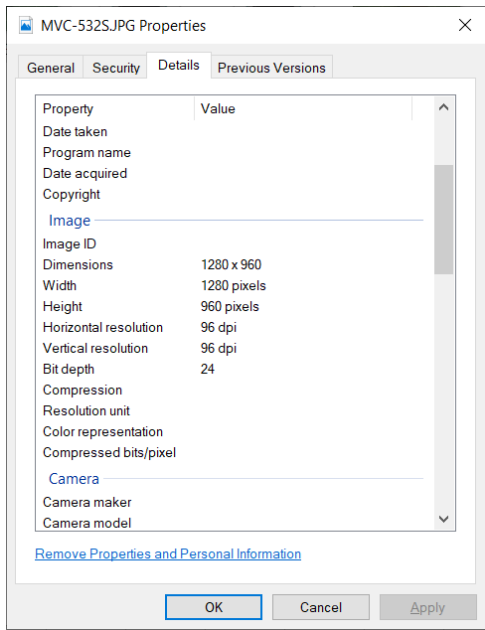 MVC-532S.JPG Properties
General Security Details Previous Versions
Property Value
Date taken
Program name
Date acquired
Copyright
Image
Image ID
Dimensions 1280 x 960
Width 1280 pixels
Height 960 pixels
Horizontal resolution 96 dpi
Vertical resolution 96 dpi
Bit depth 24
Compression
Resolution unit
Color representation
Compressed bits/pixel
Camera
Camera maker
Camera model
Remove Properties and Personal Information
OK Cancel Apply